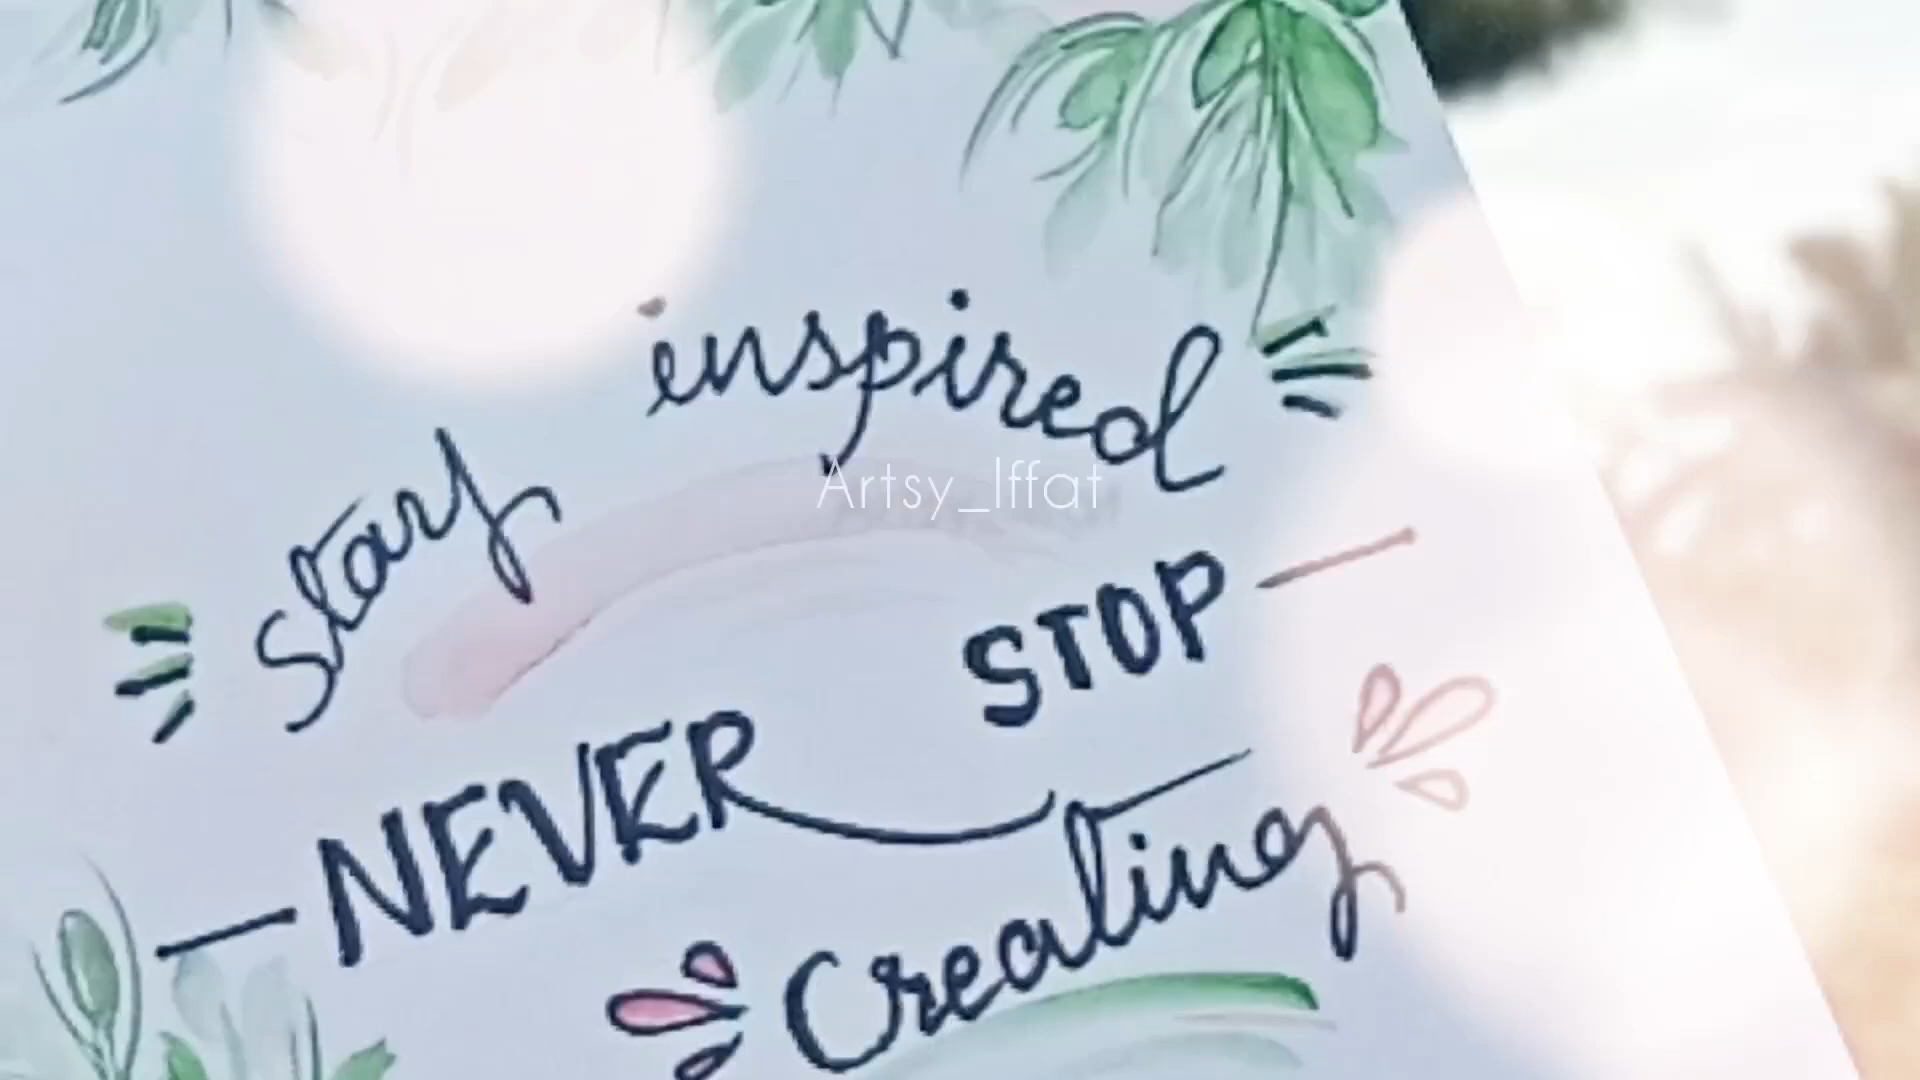 Stay inspired
Artsy_Iffat
—NEVER STOP—
Creating